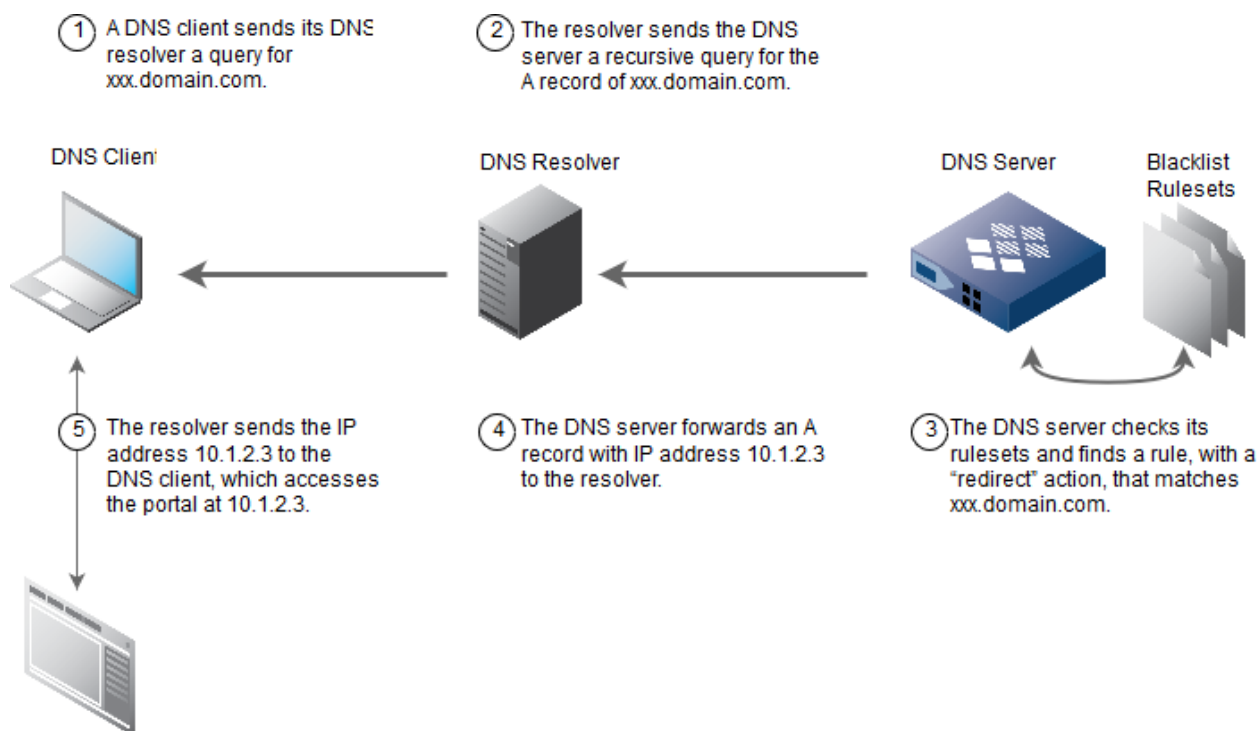 1 A DNS client sends its DNS
resolver a query for
xxx.domain.com.
2 The resolver sends the DNS
server a recursive query for the
A record of xxx.domain.com.
DNS Client
DNS Resolver
DNS Server
Blacklist
Rulesets
5 The resolver sends the IP
address 10.1.2.3 to the
DNS client, which accesses
the portal at 10.1.2.3.
4 The DNS server forwards an A
record with IP address 10.1.2.3
to the resolver.
3 The DNS server checks its
rulesets and finds a rule, with a
“redirect” action, that matches
xxx.domain.com.